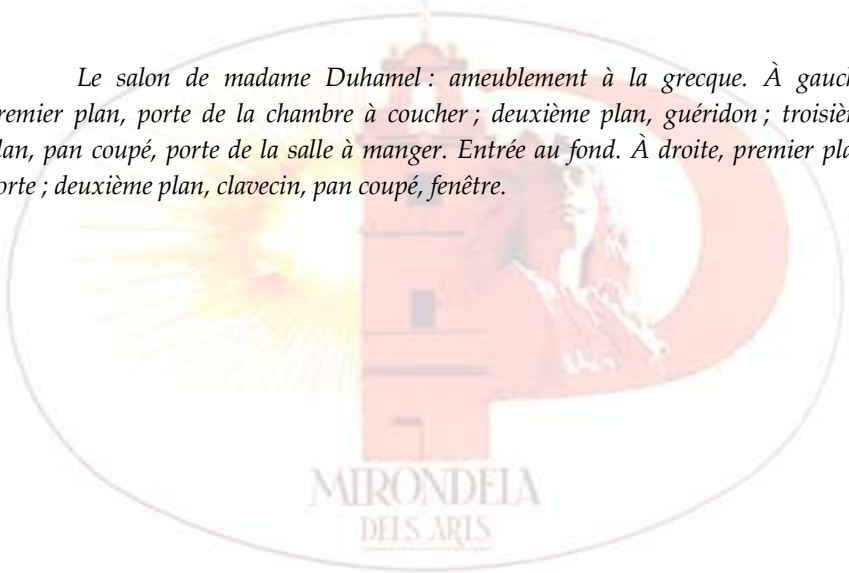 Le salon de madame Duhamel : ameublement à la grecque. À gauch
remier plan, porte de la chambre à coucher ; deuxième plan, guéridon ; troisièm
lan, pan coupé, porte de la salle à manger. Entrée au fond. À droite, premier pla
orte ; deuxième plan, clavecin, pan coupé, fenêtre.
MIRONDELA
DELS ARTS